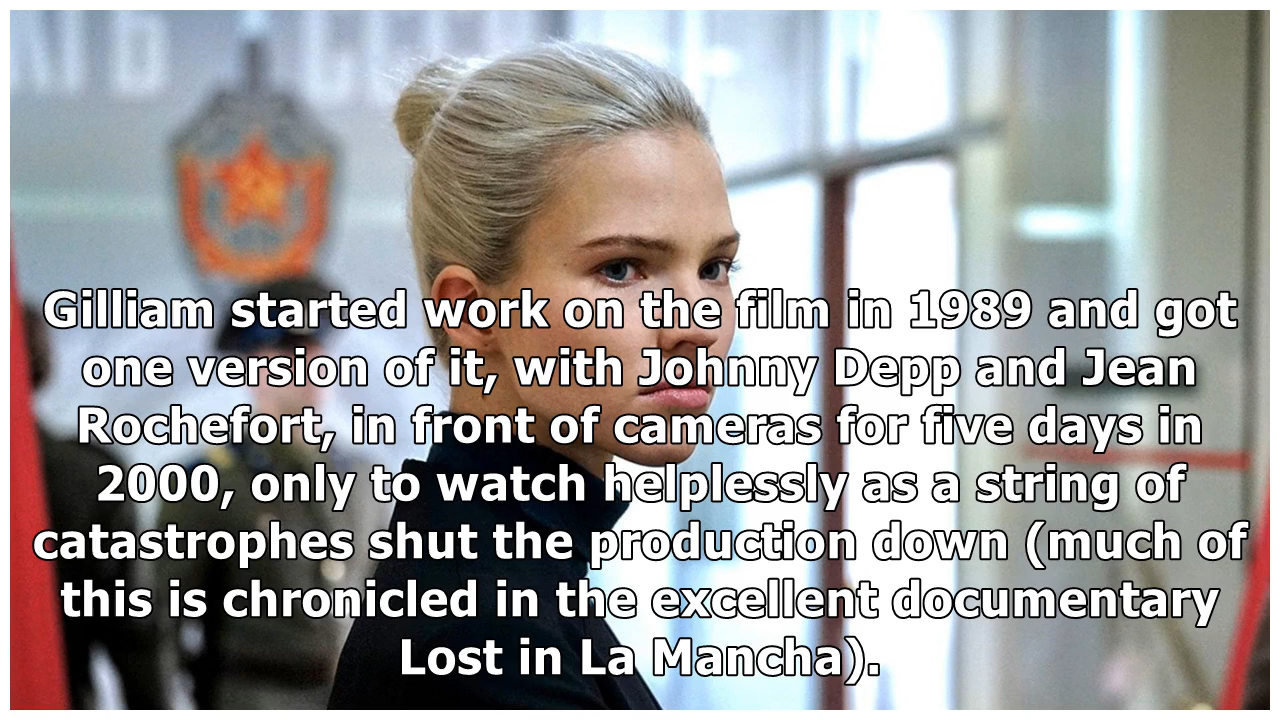 Gilliam started work on the film in 1989 and got
one version of it, with Johnny Depp and Jean
Rochefort, in front of cameras for five days in
2000, only to watch helplessly as a string of
catastrophes shut the production down (much of
this is chronicled in the excellent documentary
Lost in La Mancha).